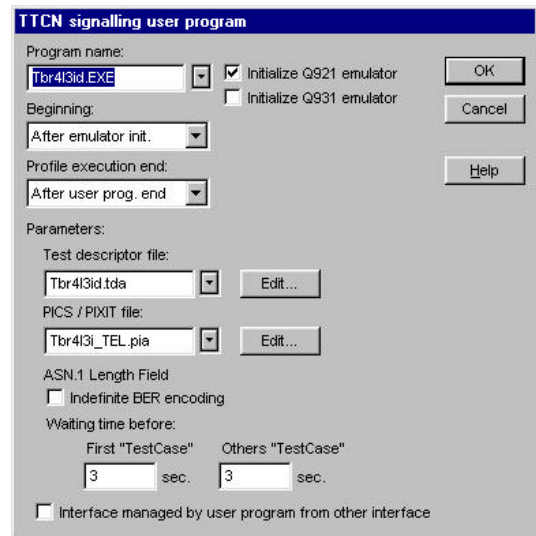 TTCN signalling user program
Program name:
Tbr4l3id.EXE
Initialize Q921 emulator
Initialize Q931 emulator
OK
Cancel
Help
Beginning:
After emulator init.
Profile execution end:
After user prog. end
Parameters:
Test descriptor file:
Tbr4l3id.tda
Edit...
PICS / PIXIT file:
Tbr4l3i_TEL.pia
Edit...
ASN.1 Length Field
Indefinite BER encoding
Waiting time before:
First "TestCase" Others "TestCase"
3 sec. 3 sec.
Interface managed by user program from other interface